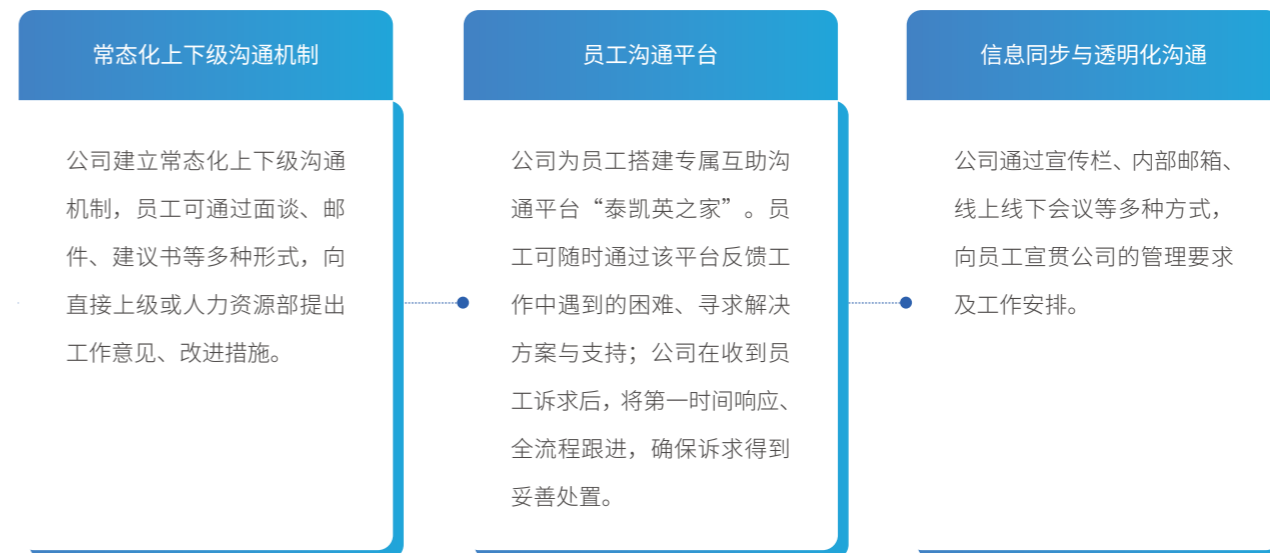 常态化上下级沟通机制
公司建立常态化上下级沟通
机制，员工可通过面谈、邮
件、建议书等多种形式，向
直接上级或人力资源部提出
工作意见、改进措施。
员工沟通平台
公司为员工搭建专属互助沟
通平台“泰凯英之家”。员
工可随时通过该平台反馈工
作中遇到的困难、寻求解决
方案与支持；公司在收到员
工诉求后，将第一时间响应、
全流程跟进，确保诉求得到
妥善处置。
信息同步与透明化沟通
公司通过宣传栏、内部邮箱、
线上线下会议等多种方式，
向员工宣贯公司的管理要求
及工作安排。